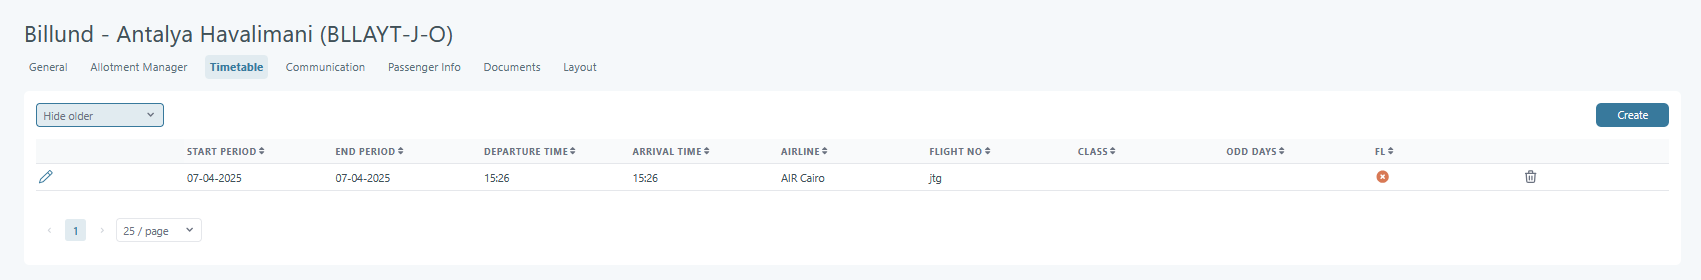 Billund - Antalya Havalimani (BLLAYT-J-O)
General Allotment Manager Timetable Communication Passenger Info Documents Layout
Hide older Create
START PERIOD END PERIOD DEPARTURE TIME ARRIVAL TIME AIRLINE FLIGHT NO CLASS ODD DAYS FL
07-04-2025 07-04-2025 15:26 15:26 AIR Cairo jtg
1 25 / page